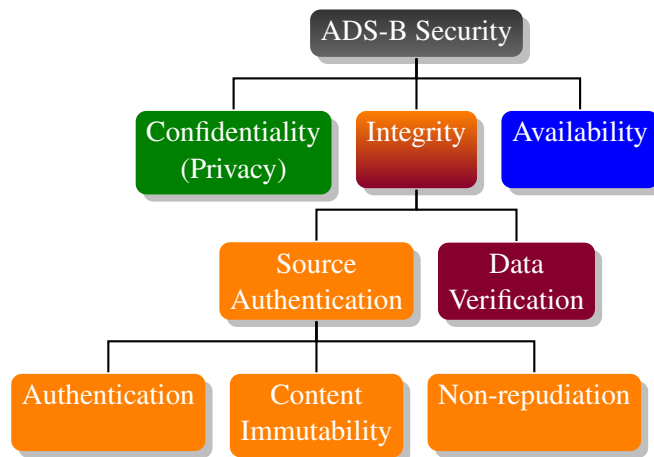 ADS-B Security
Confidentiality
(Privacy)
Integrity
Availability
Source
Authentication
Data
Verification
Authentication
Content
Immutability
Non-repudiation